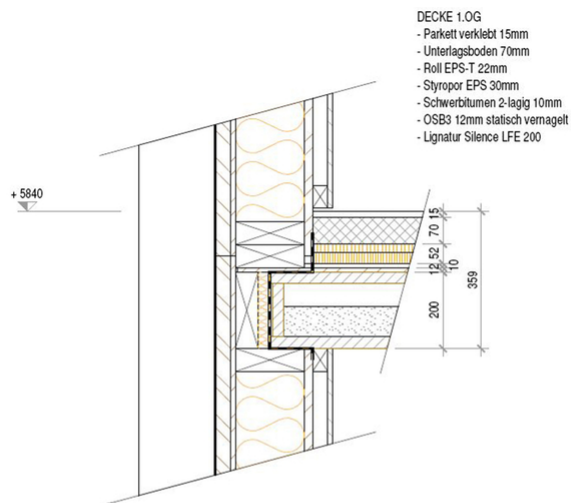 DECKE 1.OG
- Parkett verklebt 15mm
- Unterlagsboden 70mm
- Roll EPS-T 22mm
- Styropor EPS 30mm
- Schwerbitumen 2-lagig 10mm
- OSB3 12mm statisch vernagelt
- Lignatur Silence LFE 200
+ 5840
15
70
52
10
12
359
200